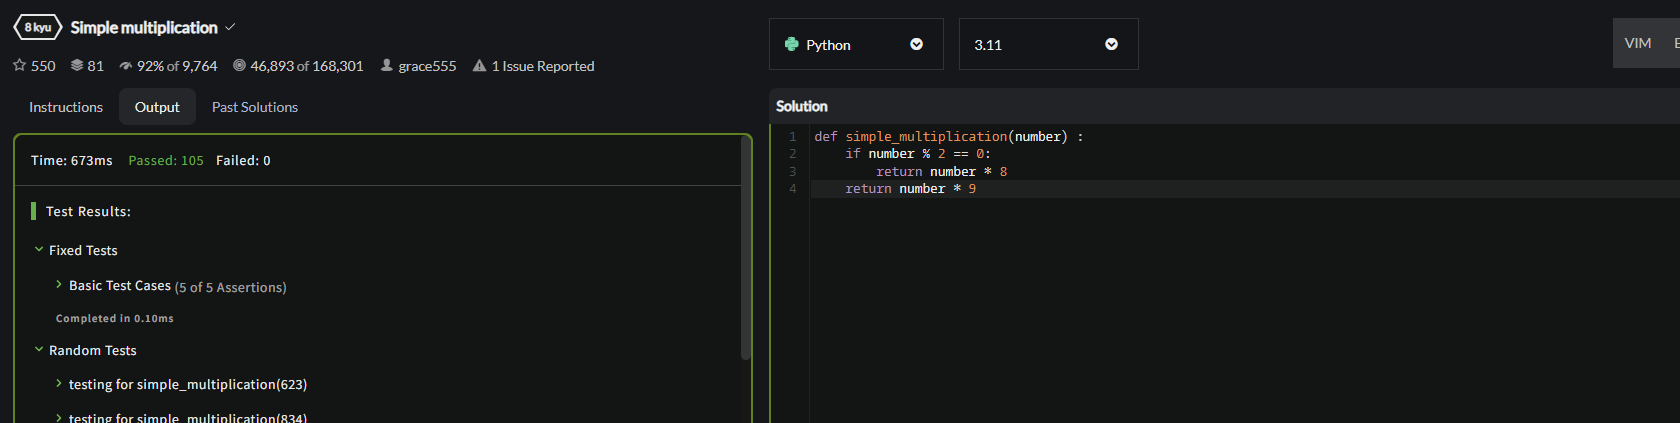 8 kyu Simple multiplication
550 81 92% of 9,764 46,893 of 168,301 grace555 1 Issue Reported
Instructions Output Past Solutions
Time: 673ms Passed: 105 Failed: 0
Test Results:
Fixed Tests
Basic Test Cases (5 of 5 Assertions)
Completed in 0.10ms
Random Tests
testing for simple_multiplication(623)
testing for simple_multiplication(834)
Python 3.11 VIM E
Solution
1 def simple_multiplication(number) :
2 if number % 2 == 0:
3 return number * 8
4 return number * 9